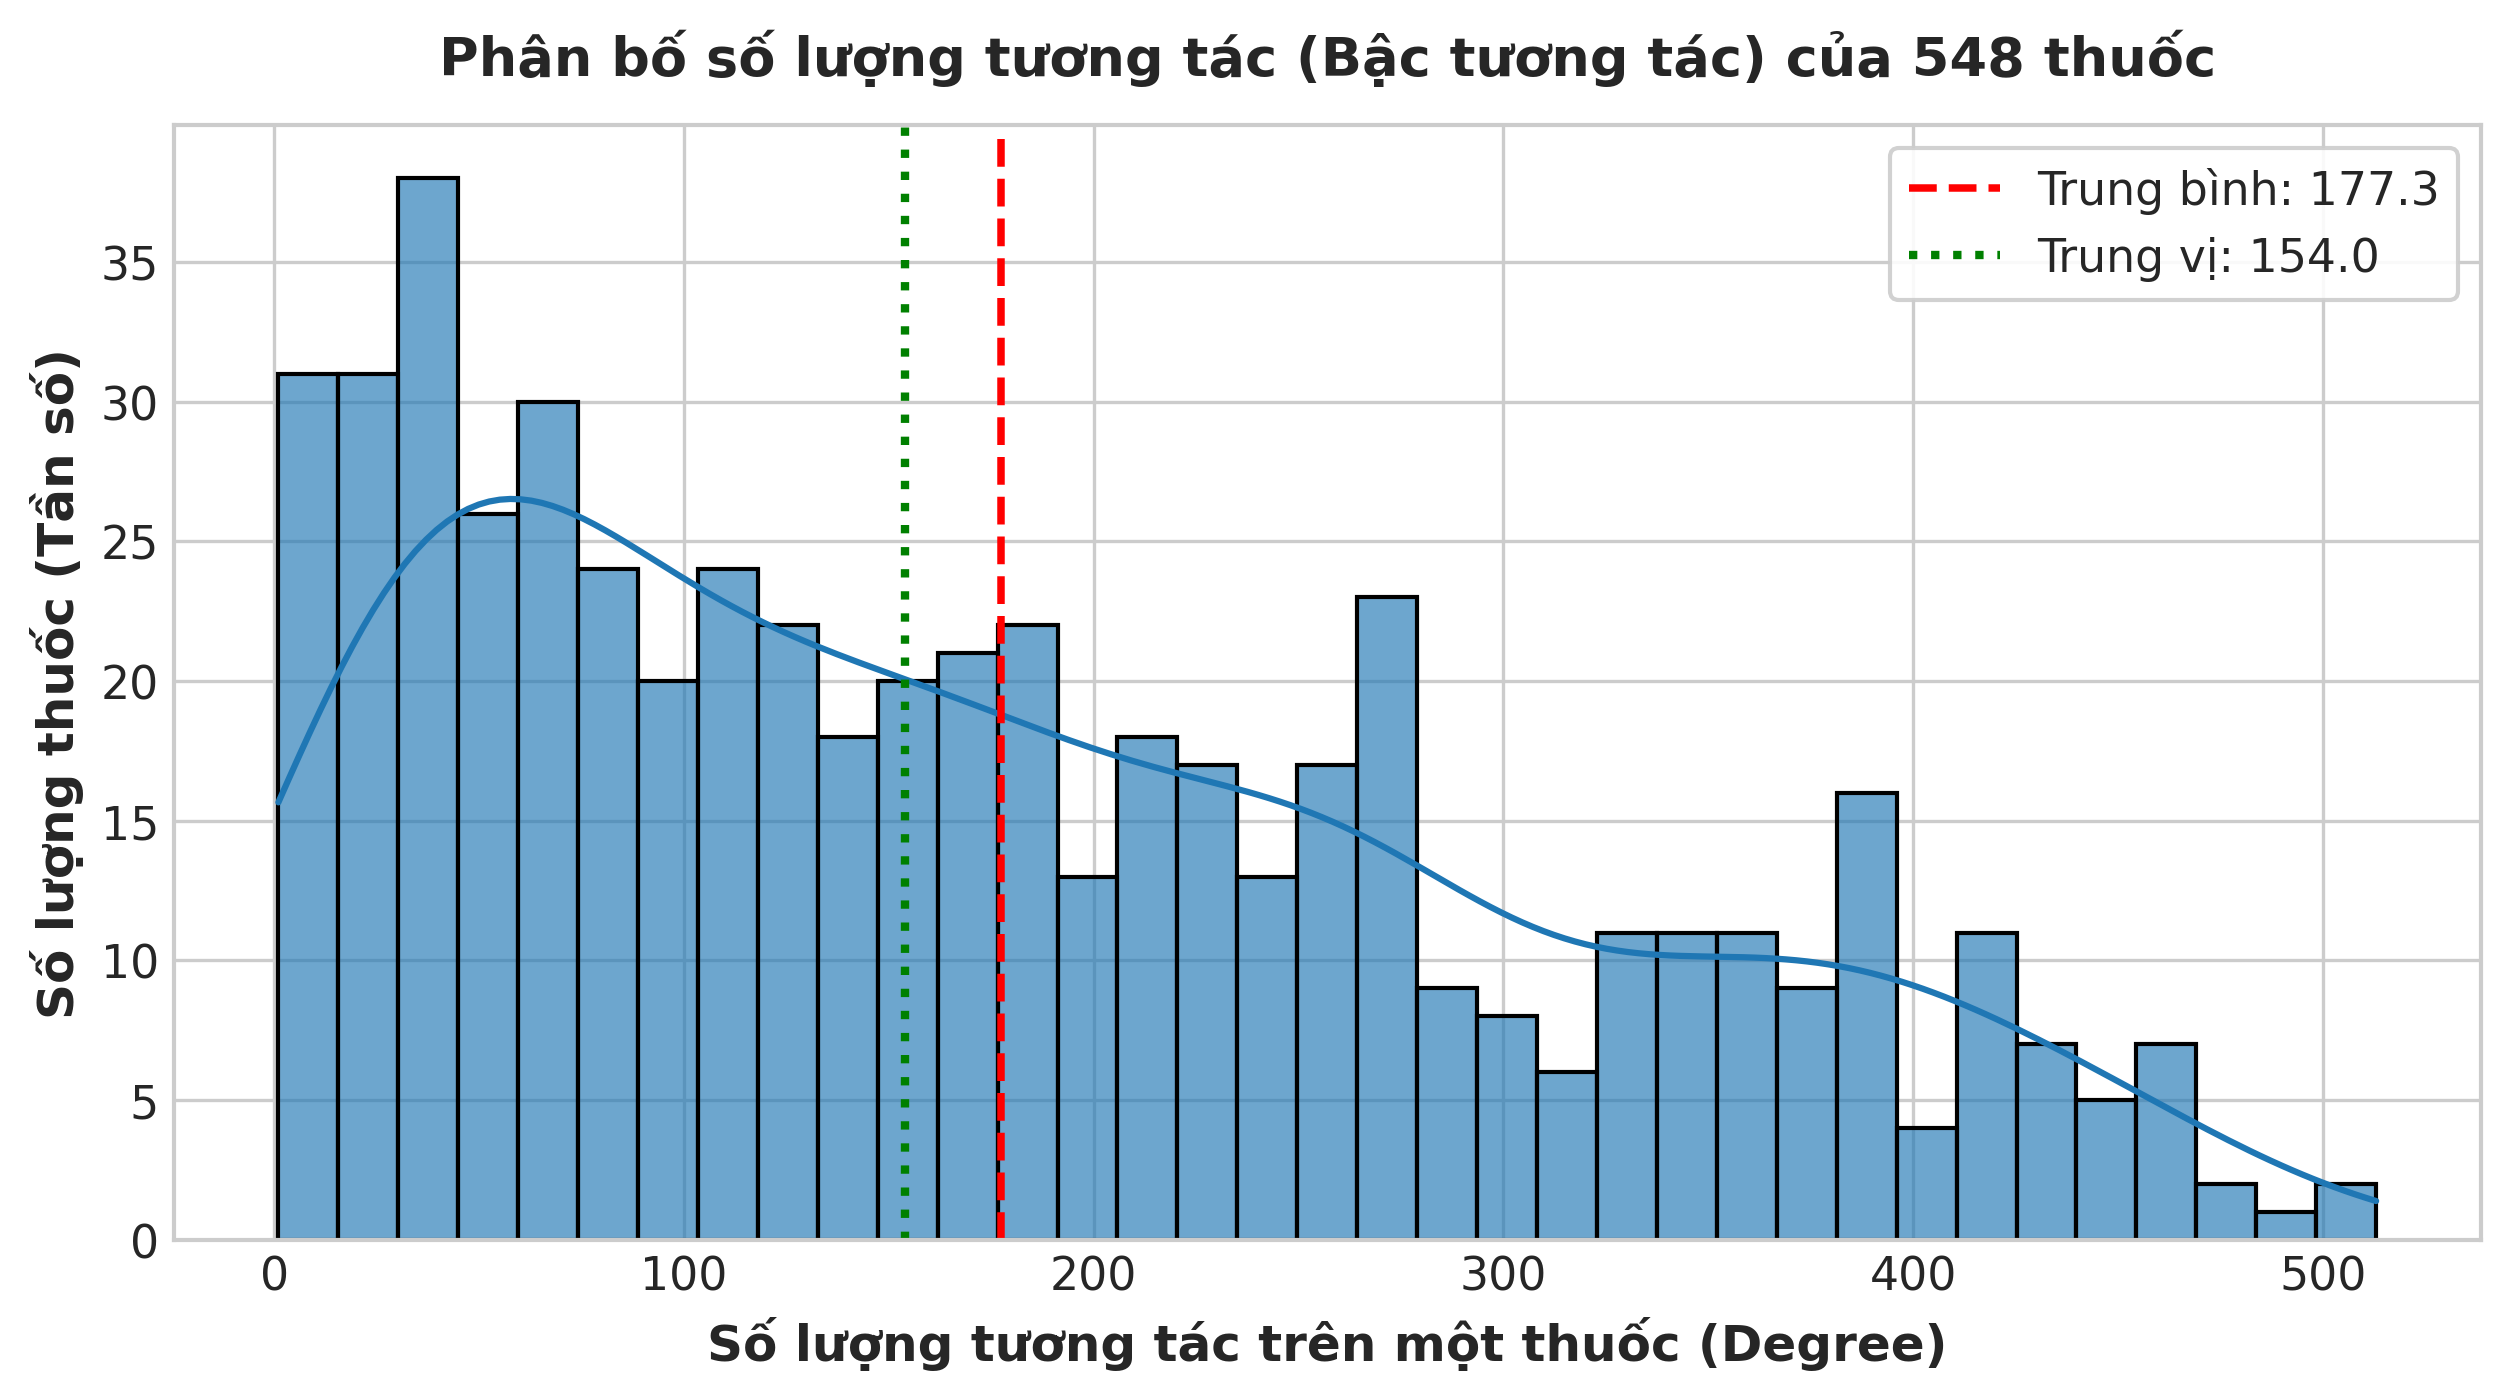 Phân bố số lượng tương tác (Bậc tương tác) của 548 thuốc
Trung bình: 177.3
Trung vị: 154.0
Số lượng thuốc (Tần số)
35
30
25
20
15
10
5
0
0 100 200 300 400 500
Số lượng tương tác trên một thuốc (Degree)